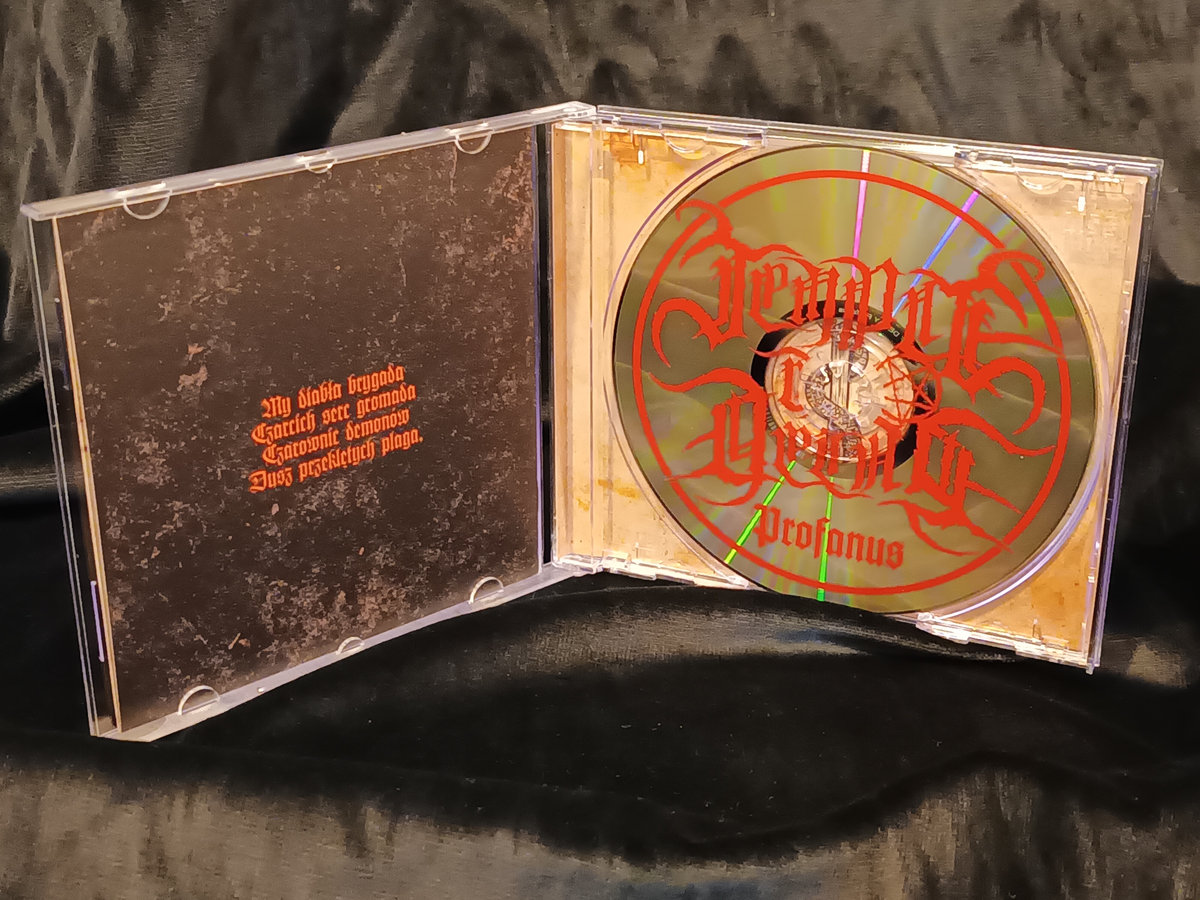 My diabła brygada
Czarcich serc gromada
Czarownic demonów
Dusz przeklętych plaga.
Profanus